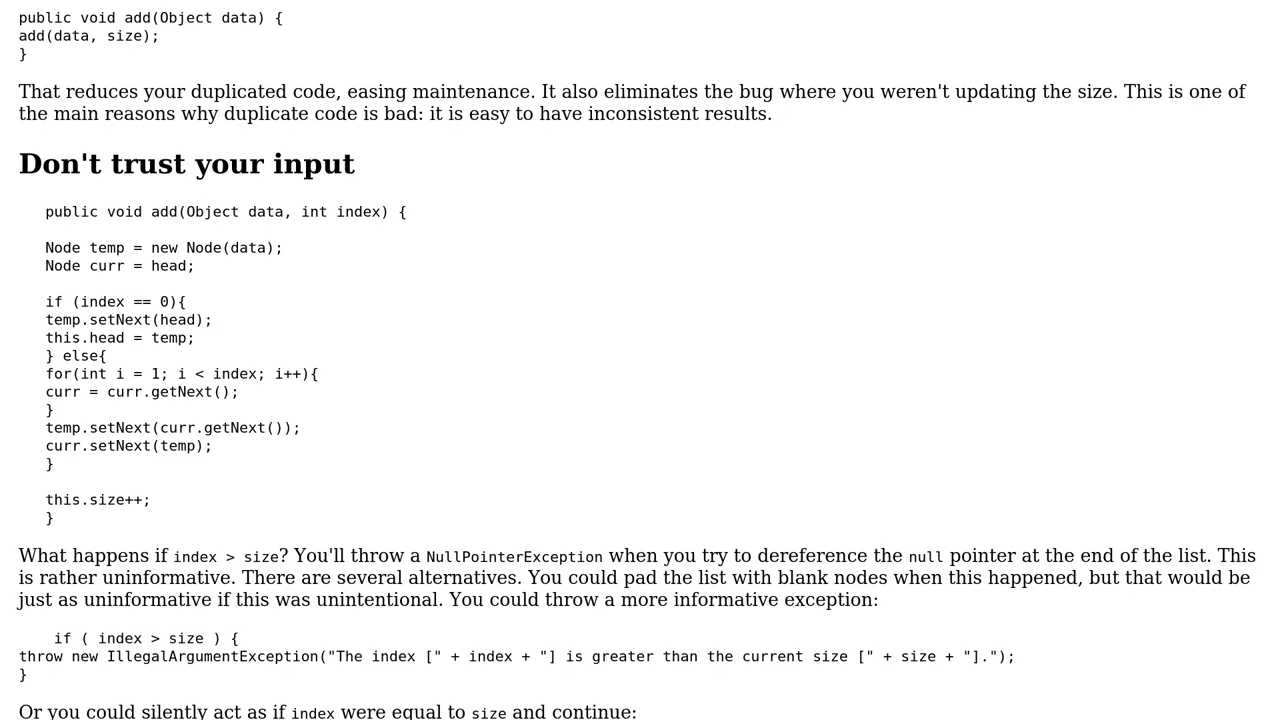 public void add(Object data) {
add(data, size);
}
That reduces your duplicated code, easing maintenance. It also eliminates the bug where you weren't updating the size. This is one of
the main reasons why duplicate code is bad: it is easy to have inconsistent results.
Don't trust your input
public void add(Object data, int index) {
Node temp = new Node(data);
Node curr = head;
if (index == 0){
temp.setNext(head);
this.head = temp;
} else{
for(int i = 1; i < index; i++){
curr = curr.getNext();
}
temp.setNext(curr.getNext());
curr.setNext(temp);
}
this.size++;
}
What happens if index > size? You'll throw a NullPointerException when you try to dereference the null pointer at the end of the list. This
is rather uninformative. There are several alternatives. You could pad the list with blank nodes when this happened, but that would be
just as uninformative if this was unintentional. You could throw a more informative exception:
if ( index > size ) {
throw new IllegalArgumentException("The index [" + index + "] is greater than the current size [" + size + "].");
}
Or you could silently act as if index were equal to size and continue: